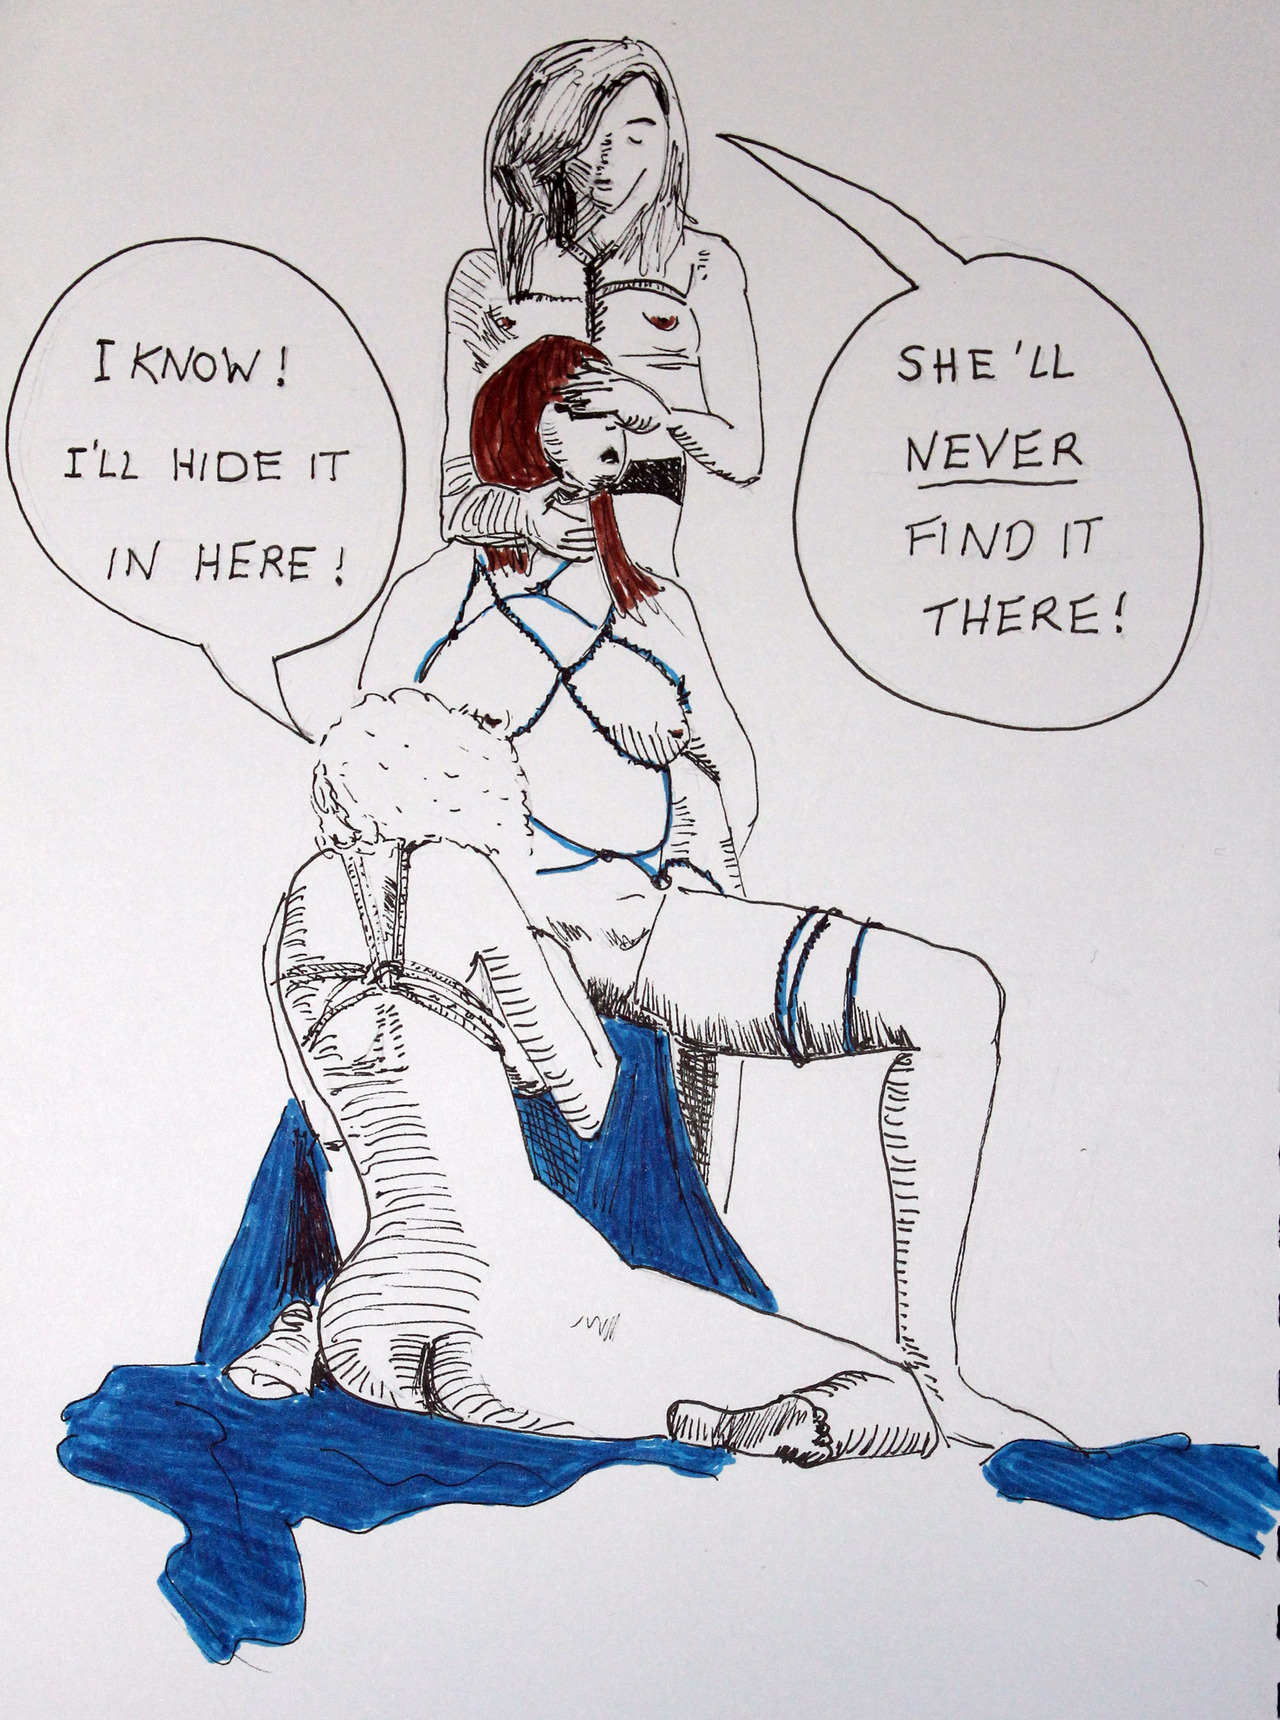 I KNOW!
I'LL HIDE IT
IN HERE!
SHE'LL
NEVER
FIND IT
THERE!